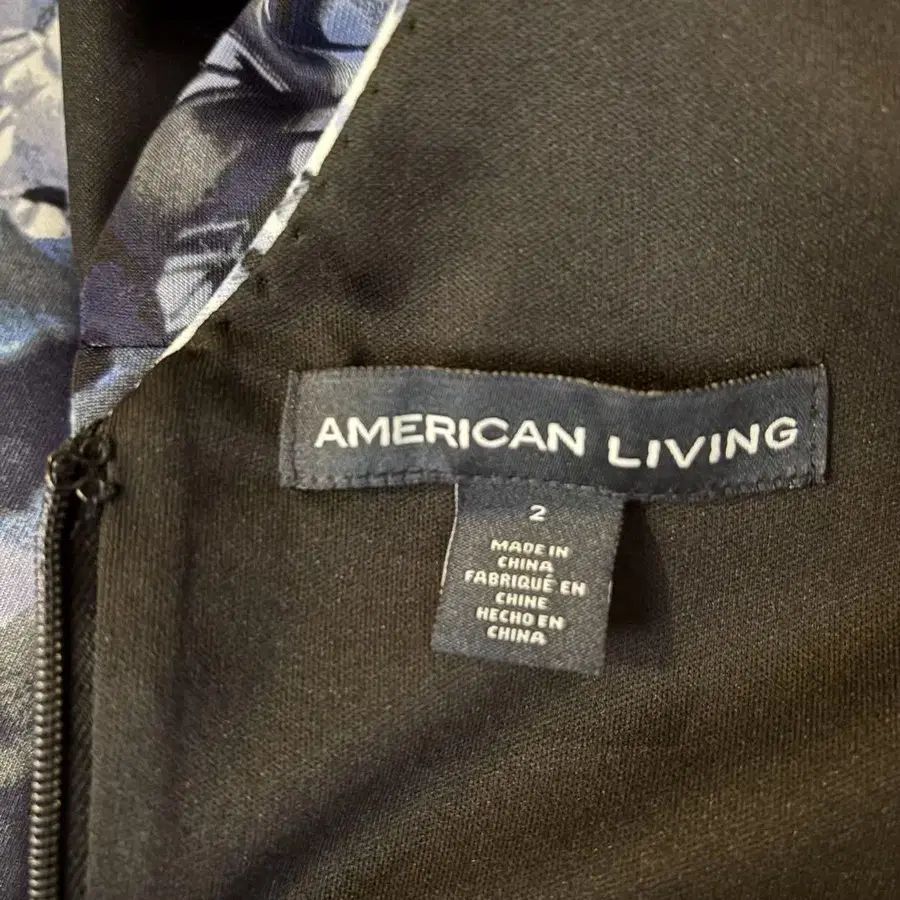 AMERICAN LIVING
2
MADE IN
CHINA
FABRIQUÉ EN
CHINE
HECHO EN
CHINA